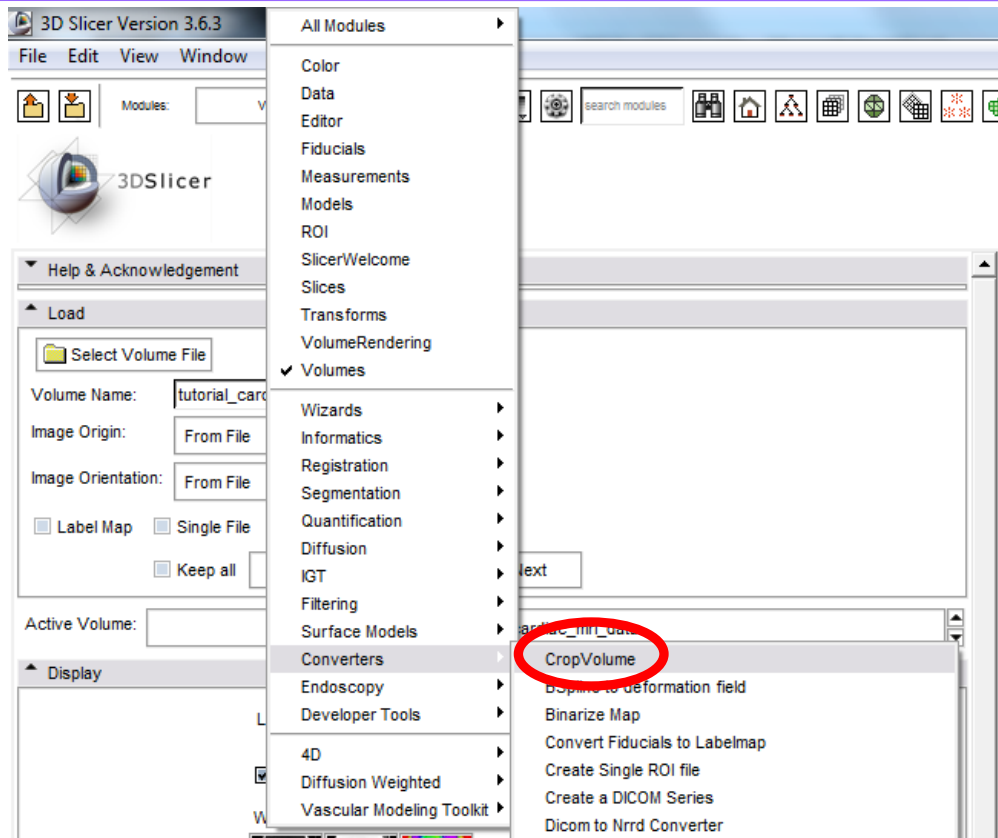 3D Slicer Version 3.6.3
File Edit View Window
Modules:
search modules
3DSlicer
Help & Acknowledgement
Load
Select Volume File
Volume Name: tutorial_card
Image Origin: From File
Image Orientation: From File
Label Map Single File
Keep all Next
Active Volume: cardiac_mri_data
Display
All Modules
Color
Data
Editor
Fiducials
Measurements
Models
ROI
SlicerWelcome
Slices
Transforms
VolumeRendering
Volumes
Wizards
Informatics
Registration
Segmentation
Quantification
Diffusion
IGT
Filtering
Surface Models
Converters
Endoscopy
Developer Tools
4D
Diffusion Weighted
Vascular Modeling Toolkit
CropVolume
BSpline to deformation field
Binarize Map
Convert Fiducials to Labelmap
Create Single ROI file
Create a DICOM Series
Dicom to Nrrd Converter